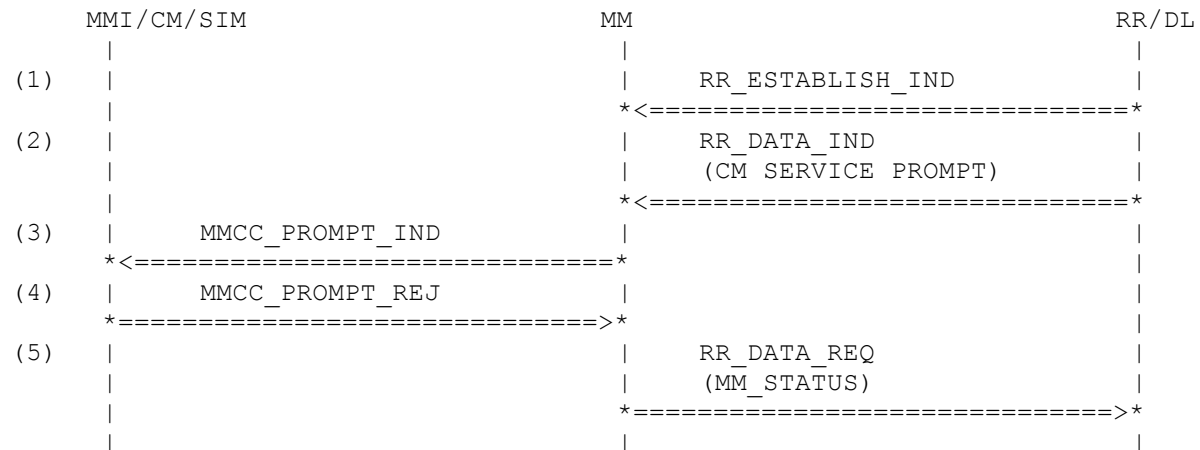 MMI/CM/SIM MM RR/DL
| | |
(1) | | RR_ESTABLISH_IND |
| *<==============================*
(2) | | RR_DATA_IND |
| | (CM SERVICE PROMPT) |
| *<==============================*
(3) | MMCC_PROMPT_IND | |
*<==============================* |
(4) | MMCC_PROMPT_REJ | |
*==============================>* |
(5) | | RR_DATA_REQ |
| | (MM_STATUS) |
| *==============================>*
| | |